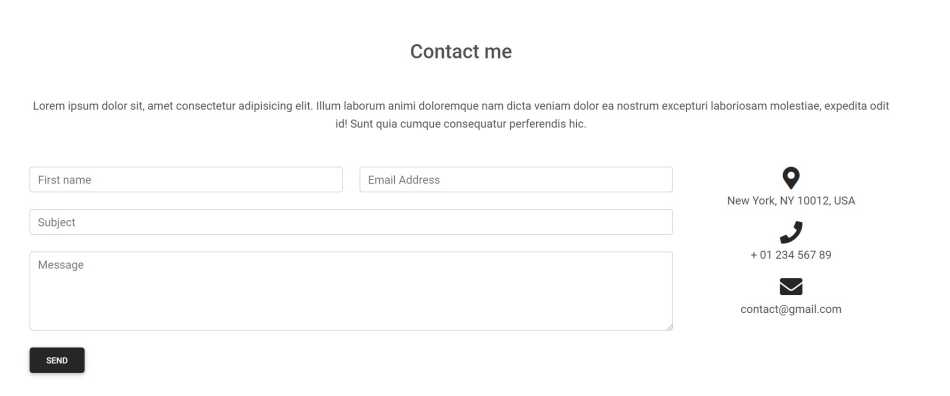 Contact me
Lorem ipsum dolor sit, amet consectetur adipisicing elit. Illum laborum animi doloremque nam dicta veniam dolor ea nostrum excepturi laboriosam molestiae, expedita odit
id! Sunt quia cumque consequatur perferendis hic.
First name
Email Address
Subject
Message
SEND
New York, NY 10012, USA
+ 01 234 567 89
contact@gmail.com